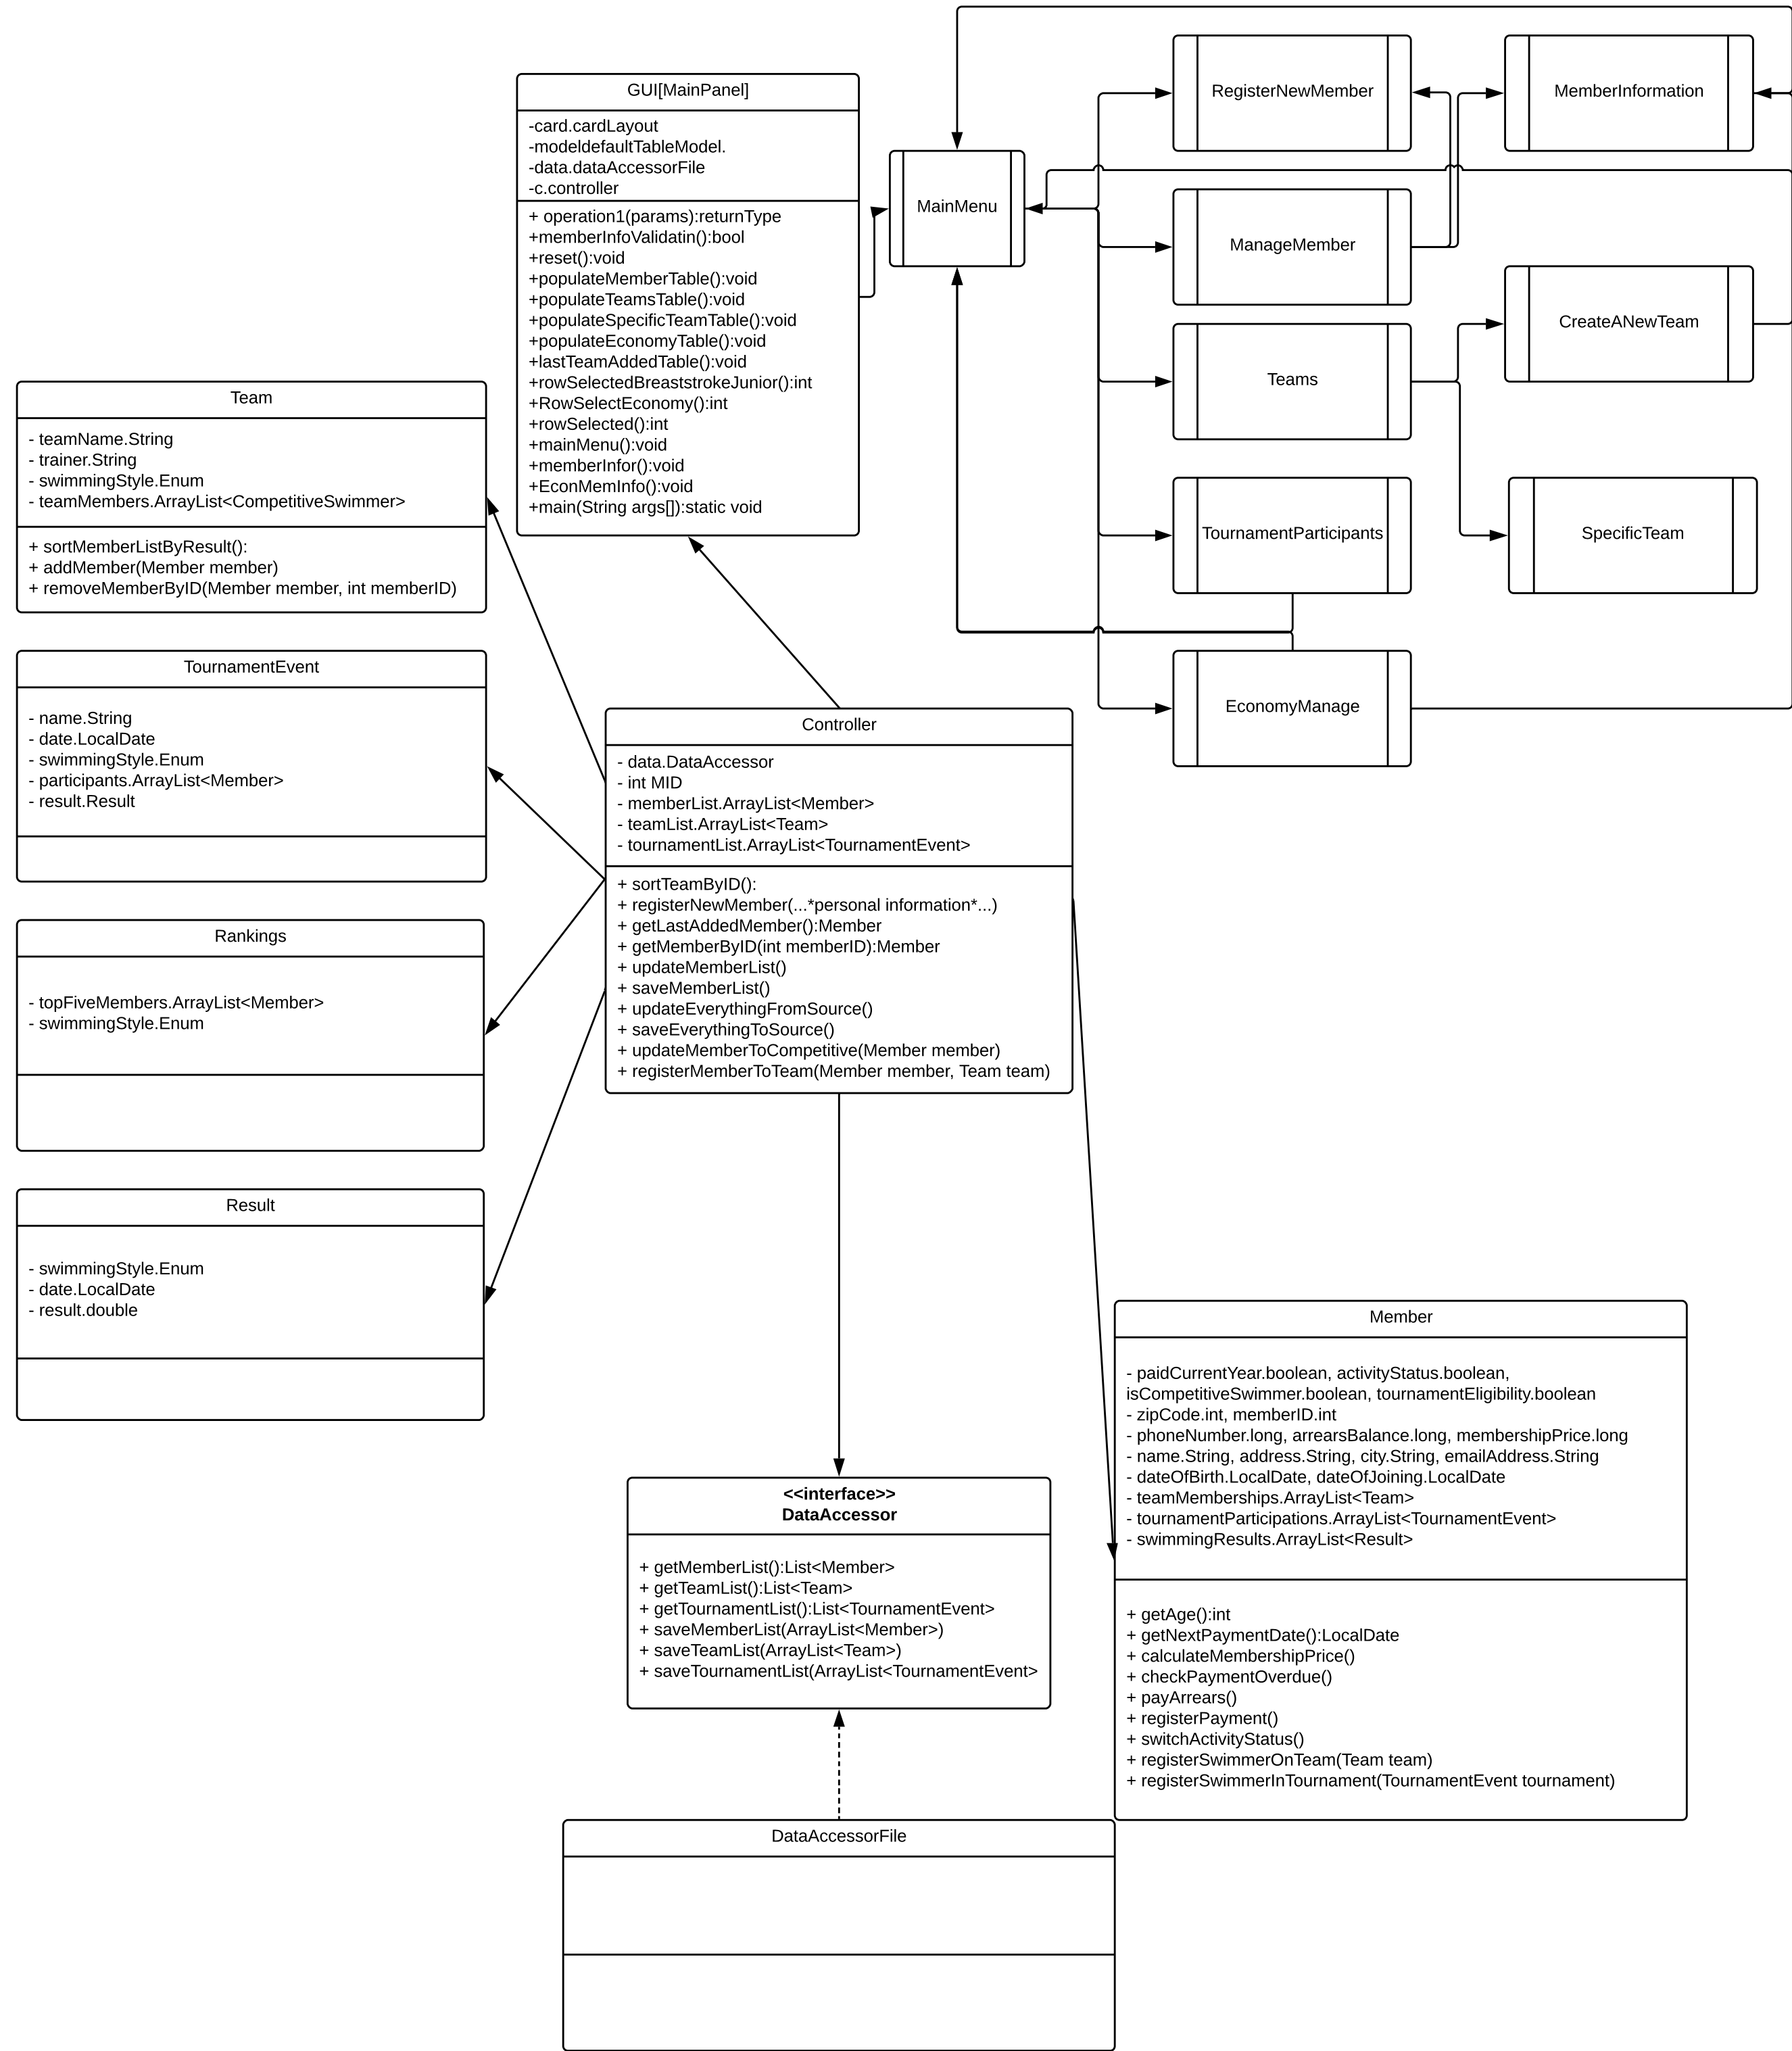 GUI[MainPanel]
-card.cardLayout
-modeldefaultTableModel.
-data.dataAccessorFile
-c.controller
+ operation1(params):returnType
+memberInfoValidatin():bool
+reset():void
+populateMemberTable():void
+populateTeamsTable():void
+populateSpecificTeamTable():void
+populateEconomyTable():void
+lastTeamAddedTable():void
+rowSelectedBreaststrokeJunior():int
+RowSelectEconomy():int
+rowSelected():int
+mainMenu():void
+memberInfor():void
+EconMemInfo():void
+main(String args[]):static void
MainMenu
RegisterNewMember
MemberInformation
ManageMember
CreateANewTeam
Teams
TournamentParticipants
SpecificTeam
EconomyManage
Team
- teamName.String
- trainer.String
- swimmingStyle.Enum
- teamMembers.ArrayList<CompetitiveSwimmer>
+ sortMemberListByResult():
+ addMember(Member member)
+ removeMemberByID(Member member, int memberID)
TournamentEvent
- name.String
- date.LocalDate
- swimmingStyle.Enum
- participants.ArrayList<Member>
- result.Result
Rankings
- topFiveMembers.ArrayList<Member>
- swimmingStyle.Enum
Result
- swimmingStyle.Enum
- date.LocalDate
- result.double
Controller
- data.DataAccessor
- int MID
- memberList.ArrayList<Member>
- teamList.ArrayList<Team>
- tournamentList.ArrayList<TournamentEvent>
+ sortTeamByID():
+ registerNewMember(...*personal information*...)
+ getLastAddedMember():Member
+ getMemberByID(int memberID):Member
+ updateMemberList()
+ saveMemberList()
+ updateEverythingFromSource()
+ saveEverythingToSource()
+ updateMemberToCompetitive(Member member)
+ registerMemberToTeam(Member member, Team team)
<<interface>>
DataAccessor
+ getMemberList():List<Member>
+ getTeamList():List<Team>
+ getTournamentList():List<TournamentEvent>
+ saveMemberList(ArrayList<Member>)
+ saveTeamList(ArrayList<Team>)
+ saveTournamentList(ArrayList<TournamentEvent>
Member
- paidCurrentYear.boolean, activityStatus.boolean,
isCompetitiveSwimmer.boolean, tournamentEligibility.boolean
- zipCode.int, memberID.int
- phoneNumber.long, arrearsBalance.long, membershipPrice.long
- name.String, address.String, city.String, emailAddress.String
- dateOfBirth.LocalDate, dateOfJoining.LocalDate
- teamMemberships.ArrayList<Team>
- tournamentParticipations.ArrayList<TournamentEvent>
- swimmingResults.ArrayList<Result>
+ getAge():int
+ getNextPaymentDate():LocalDate
+ calculateMembershipPrice()
+ checkPaymentOverdue()
+ payArrears()
+ registerPayment()
+ switchActivityStatus()
+ registerSwimmerOnTeam(Team team)
+ registerSwimmerInTournament(TournamentEvent tournament)
DataAccessorFile